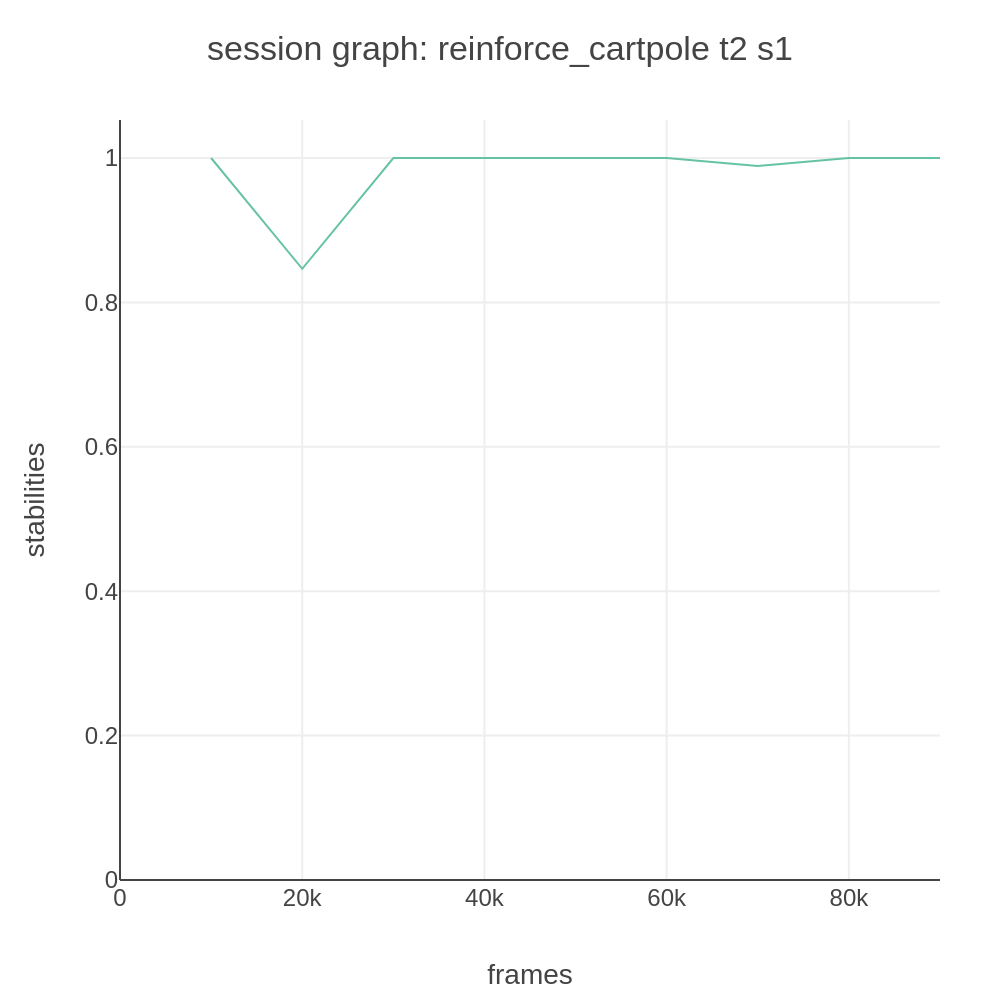 session graph: reinforce_cartpole t2 s1
1
0.8
0.6
0.4
0.2
0
stabilities
0
20k
40k
60k
80k
frames